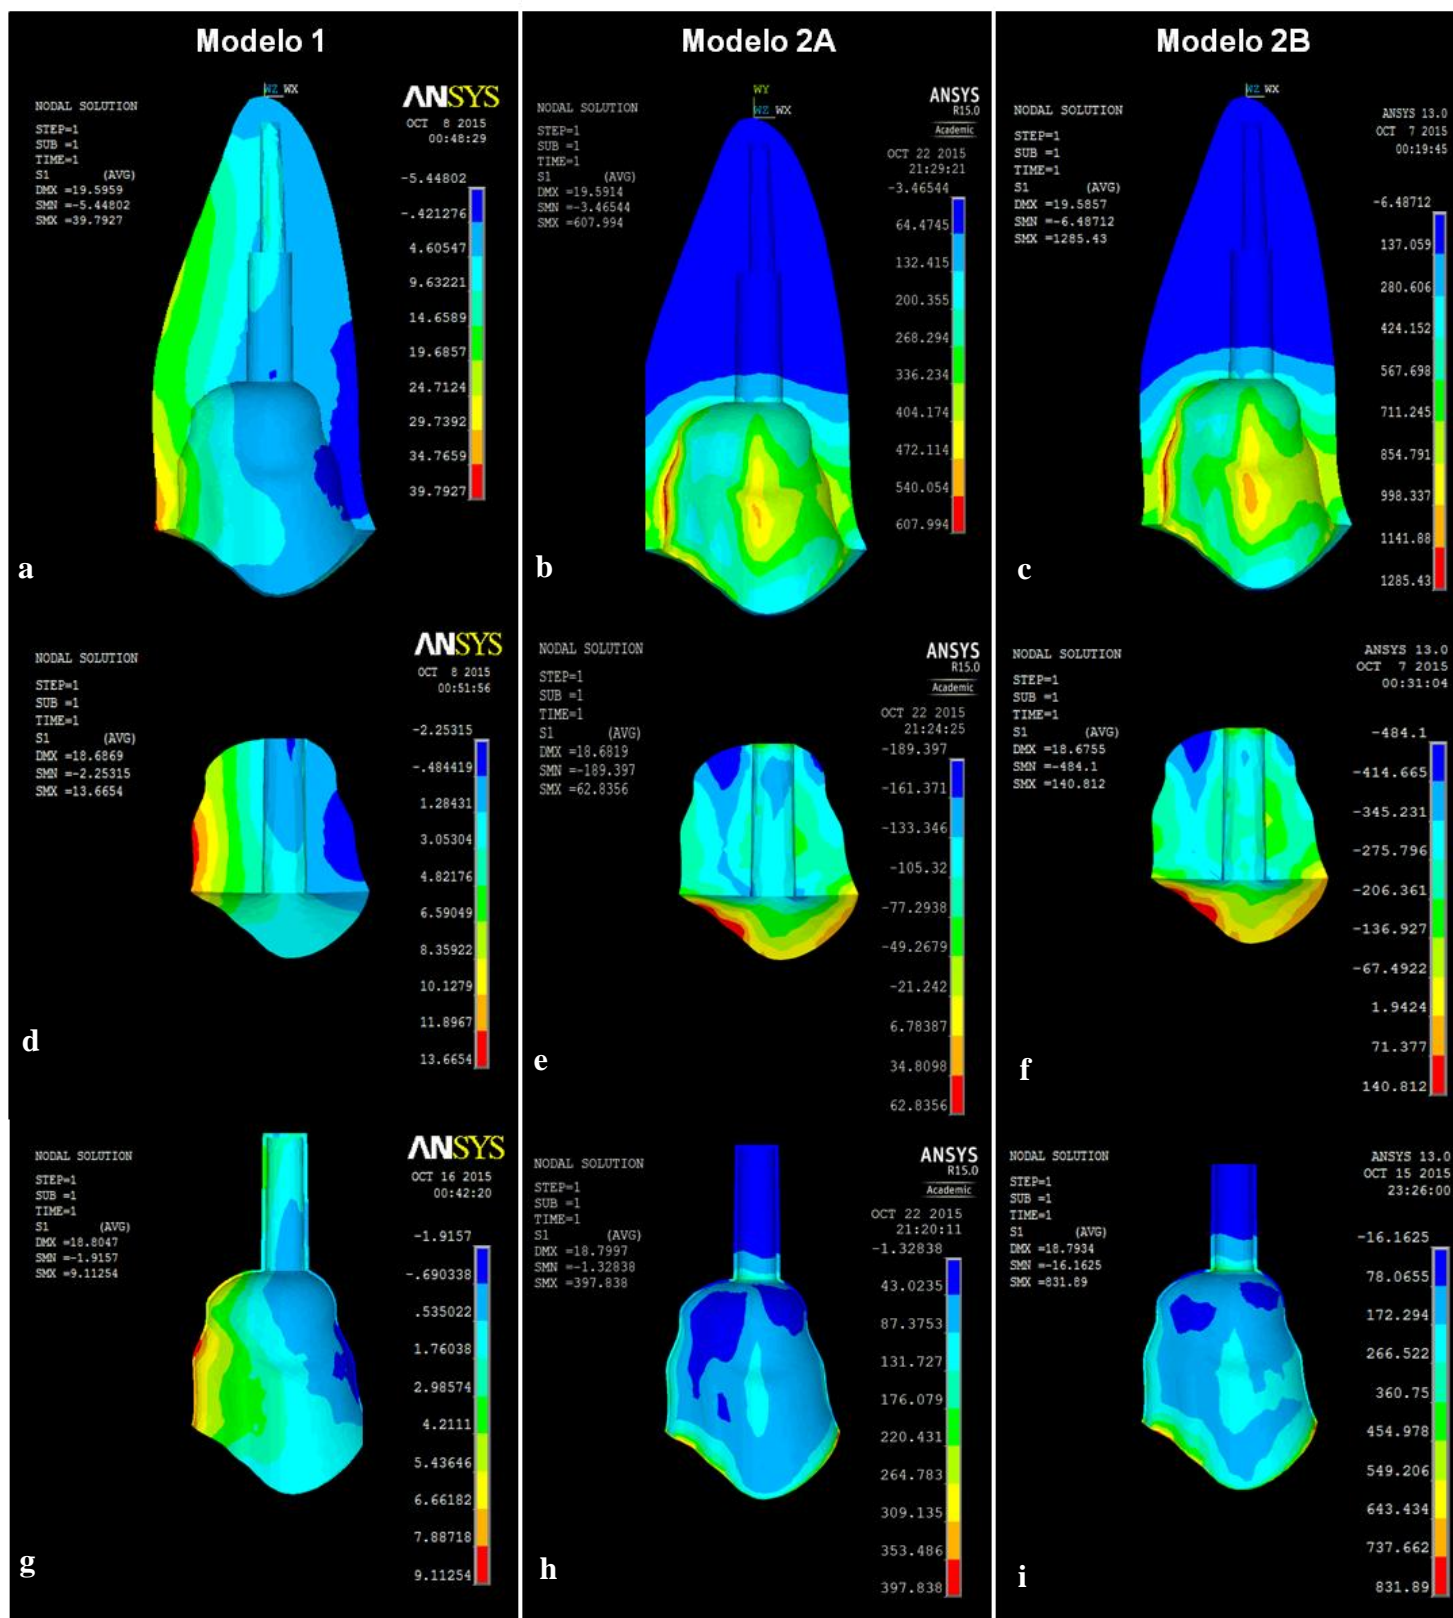 Modelo 1
WZ WX
NODAL SOLUTION
STEP=1
SUB =1
TIME=1
S1 (AVG)
DMX =19.5959
SMN =-5.44802
SMX =39.7927
ANSYS
OCT 8 2015
00:48:29
-5.44802
-.421276
4.60547
9.63221
14.6589
19.6857
24.7124
29.7392
34.7659
39.7927
a
Modelo 2A
WY
WZ WX
NODAL SOLUTION
STEP=1
SUB =1
TIME=1
S1 (AVG)
DMX =19.5914
SMN =-3.46544
SMX =607.994
ANSYS
R15.0
Academic
OCT 22 2015
21:29:21
-3.46544
64.4745
132.415
200.355
268.294
336.234
404.174
472.114
540.054
607.994
b
Modelo 2B
WZ WX
NODAL SOLUTION
STEP=1
SUB =1
TIME=1
S1 (AVG)
DMX =19.5857
SMN =-6.48712
SMX =1285.43
ANSYS 13.0
OCT 7 2015
00:19:45
-6.48712
137.059
280.606
424.152
567.698
711.245
854.791
998.337
1141.88
1285.43
c
NODAL SOLUTION
STEP=1
SUB =1
TIME=1
S1 (AVG)
DMX =18.6869
SMN =-2.25315
SMX =13.6654
ANSYS
OCT 8 2015
00:51:56
-2.25315
-.484419
1.28431
3.05304
4.82176
6.59049
8.35922
10.1279
11.8967
13.6654
d
NODAL SOLUTION
STEP=1
SUB =1
TIME=1
S1 (AVG)
DMX =18.6819
SMN =-189.397
SMX =62.8356
ANSYS
R15.0
Academic
OCT 22 2015
21:24:25
-189.397
-161.371
-133.346
-105.32
-77.2938
-49.2679
-21.242
6.78387
34.8098
62.8356
e
NODAL SOLUTION
STEP=1
SUB =1
TIME=1
S1 (AVG)
DMX =18.6755
SMN =-484.1
SMX =140.812
ANSYS 13.0
OCT 7 2015
00:31:04
-484.1
-414.665
-345.231
-275.796
-206.361
-136.927
-67.4922
1.9424
71.377
140.812
f
NODAL SOLUTION
STEP=1
SUB =1
TIME=1
S1 (AVG)
DMX =18.8047
SMN =-1.9157
SMX =9.11254
ANSYS
OCT 16 2015
00:42:20
-1.9157
-.690338
.535022
1.76038
2.98574
4.2111
5.43646
6.66182
7.88718
9.11254
g
NODAL SOLUTION
STEP=1
SUB =1
TIME=1
S1 (AVG)
DMX =18.7997
SMN =-1.32838
SMX =397.838
ANSYS
R15.0
Academic
OCT 22 2015
21:20:11
-1.32838
43.0235
87.3753
131.727
176.079
220.431
264.783
309.135
353.486
397.838
h
NODAL SOLUTION
STEP=1
SUB =1
TIME=1
S1 (AVG)
DMX =18.7934
SMN =-16.1625
SMX =831.89
ANSYS 13.0
OCT 15 2015
23:26:00
-16.1625
78.0655
172.294
266.522
360.75
454.978
549.206
643.434
737.662
831.89
i